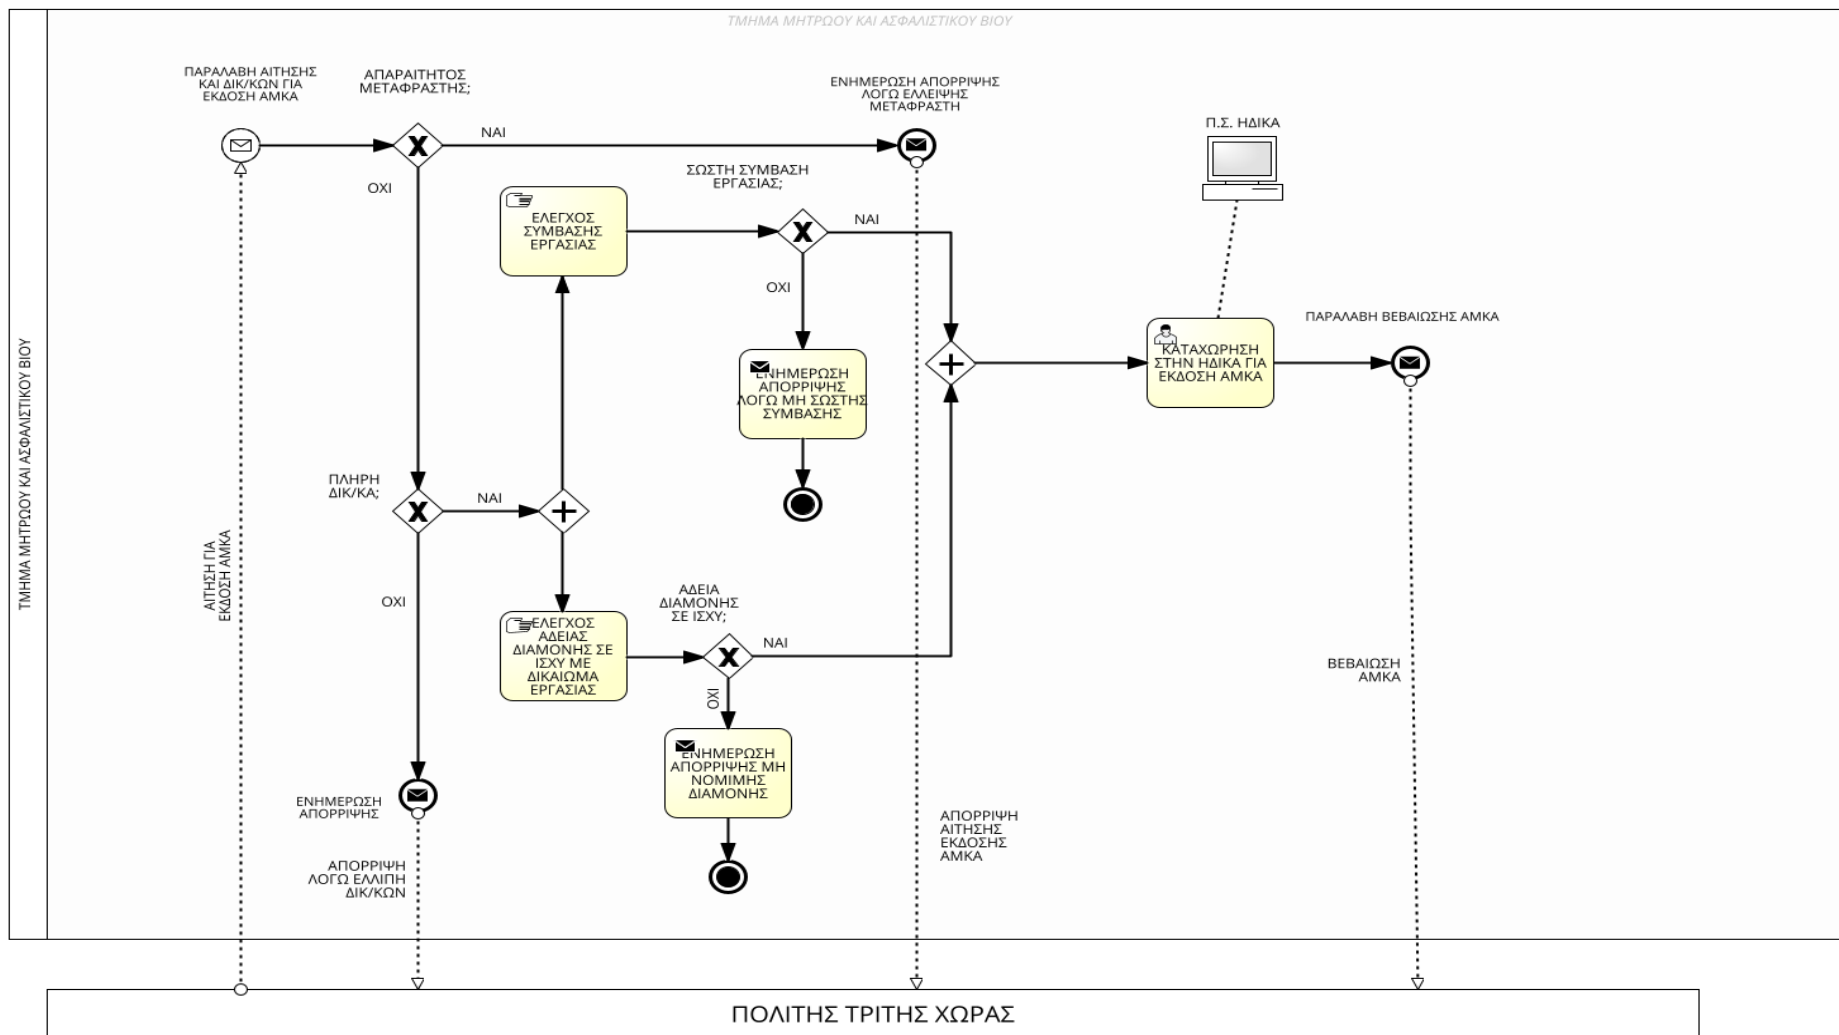 ΤΜΗΜΑ ΜΗΤΡΩΟΥ ΚΑΙ ΑΣΦΑΛΙΣΤΙΚΟΥ ΒΙΟΥ
ΤΜΗΜΑ ΜΗΤΡΩΟΥ ΚΑΙ ΑΣΦΑΛΙΣΤΙΚΟΥ ΒΙΟΥ
ΠΑΡΑΛΑΒΗ ΑΙΤΗΣΗΣ
ΚΑΙ ΔΙΚ/ΚΩΝ ΓΙΑ
ΕΚΔΟΣΗ ΑΜΚΑ
ΑΠΑΡΑΙΤΗΤΟΣ
ΜΕΤΑΦΡΑΣΤΗΣ;
ΝΑΙ
ΟΧΙ
ΕΝΗΜΕΡΩΣΗ ΑΠΟΡΡΙΨΗΣ
ΛΟΓΩ ΕΛΛΕΙΨΗΣ
ΜΕΤΑΦΡΑΣΤΗ
Π.Σ. ΗΔΙΚΑ
ΕΛΕΓΧΟΣ
ΣΥΜΒΑΣΗΣ
ΕΡΓΑΣΙΑΣ
ΣΩΣΤΗ ΣΥΜΒΑΣΗ
ΕΡΓΑΣΙΑΣ;
ΝΑΙ
ΟΧΙ
ΕΝΗΜΕΡΩΣΗ
ΑΠΟΡΡΙΨΗΣ
ΛΟΓΩ ΜΗ ΣΩΣΤΗΣ
ΣΥΜΒΑΣΗΣ
ΚΑΤΑΧΩΡΗΣΗ
ΣΤΗΝ ΗΔΙΚΑ ΓΙΑ
ΕΚΔΟΣΗ ΑΜΚΑ
ΠΑΡΑΛΑΒΗ ΒΕΒΑΙΩΣΗΣ ΑΜΚΑ
ΠΛΗΡΗ
ΔΙΚ/ΚΑ;
ΝΑΙ
ΟΧΙ
ΑΙΤΗΣΗ ΓΙΑ
ΕΚΔΟΣΗ ΑΜΚΑ
ΕΛΕΓΧΟΣ
ΑΔΕΙΑΣ
ΔΙΑΜΟΝΗΣ ΣΕ
ΙΣΧΥ ΜΕ
ΔΙΚΑΙΩΜΑ
ΕΡΓΑΣΙΑΣ
ΑΔΕΙΑ
ΔΙΑΜΟΝΗΣ
ΣΕ ΙΣΧΥ;
ΝΑΙ
ΟΧΙ
ΕΝΗΜΕΡΩΣΗ
ΑΠΟΡΡΙΨΗΣ ΜΗ
ΝΟΜΙΜΗΣ
ΔΙΑΜΟΝΗΣ
ΒΕΒΑΙΩΣΗ
ΑΜΚΑ
ΕΝΗΜΕΡΩΣΗ
ΑΠΟΡΡΙΨΗΣ
ΑΠΟΡΡΙΨΗ
ΛΟΓΩ ΕΛΛΙΠΗ
ΔΙΚ/ΚΩΝ
ΑΠΟΡΡΙΨΗ
ΑΙΤΗΣΗΣ
ΕΚΔΟΣΗΣ
ΑΜΚΑ
ΠΟΛΙΤΗΣ ΤΡΙΤΗΣ ΧΩΡΑΣ